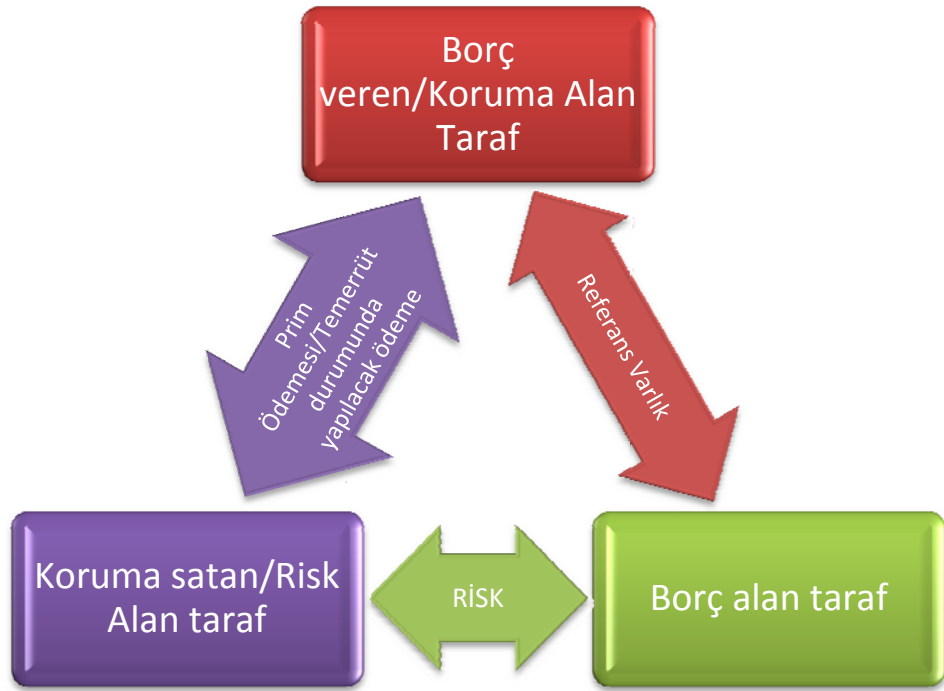 Borç
veren/Koruma Alan
Taraf
Prim
Ödemesi/Temerrüt
durumunda
yapılacak ödeme
Referans Varlık
Koruma satan/Risk
Alan taraf
RİSK
Borç alan taraf